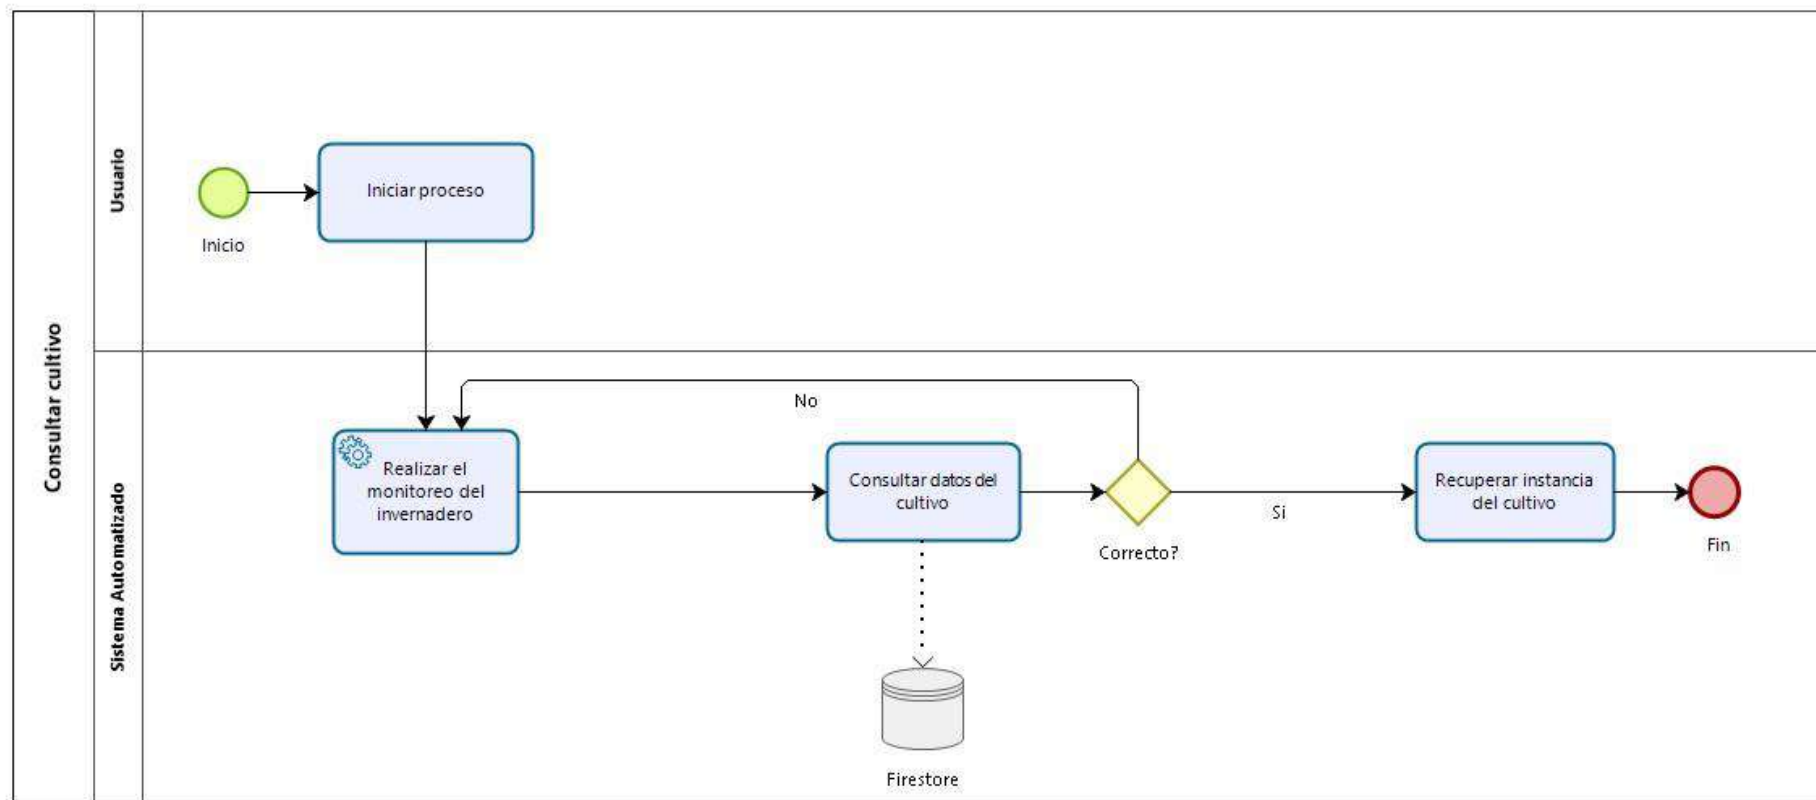 Consultar cultivo
Usuario
Iniciar proceso
Inicio
Sistema Automatizado
No
Realizar el
monitoreo del
invernadero
Consultar datos del
cultivo
Correcto?
Si
Recuperar instancia
del cultivo
Fin
Firestore